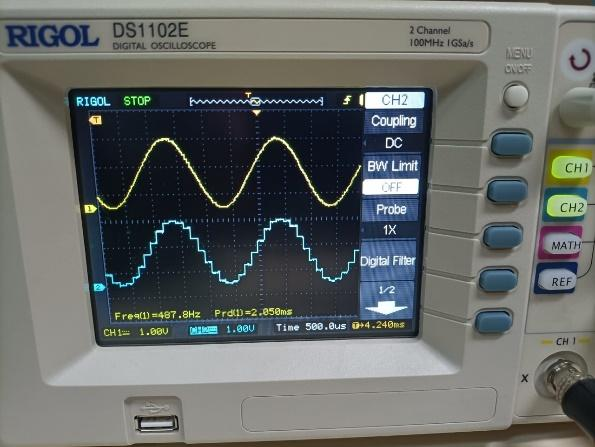 RIGOL DS1102E
DIGITAL OSCILLOSCOPE
2 Channel
100MHz 1GSa/s
MENU
ON/OFF
RIGOL STOP
T
CH2
Coupling
DC
BW Limit
OFF
Probe
1X
Digital Filter
1/2
T
1
2
Freq(1)=487.8Hz Prd(1)=2.050ms
CH1 1.00V
1.00V Time 500.0us T→4.240ms
CH1
CH2
MATH
REF
CH 1
X